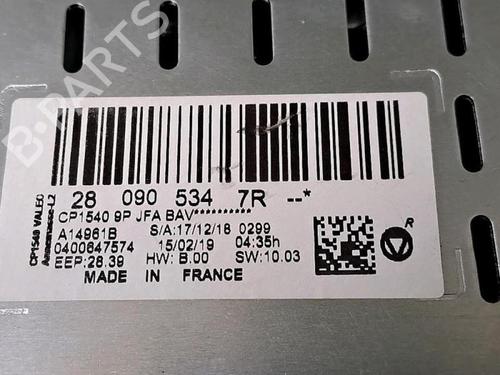 B-PARTS
28 090 534 7R --*
CP1540 9P JFA BAV**********
A14961B S/A:17/12/18 0299
0400647574 15/02/19 04:35h
EEP:28.39 HW: B.00 SW:10.03
MADE IN FRANCE
CP1540 VALEO
R